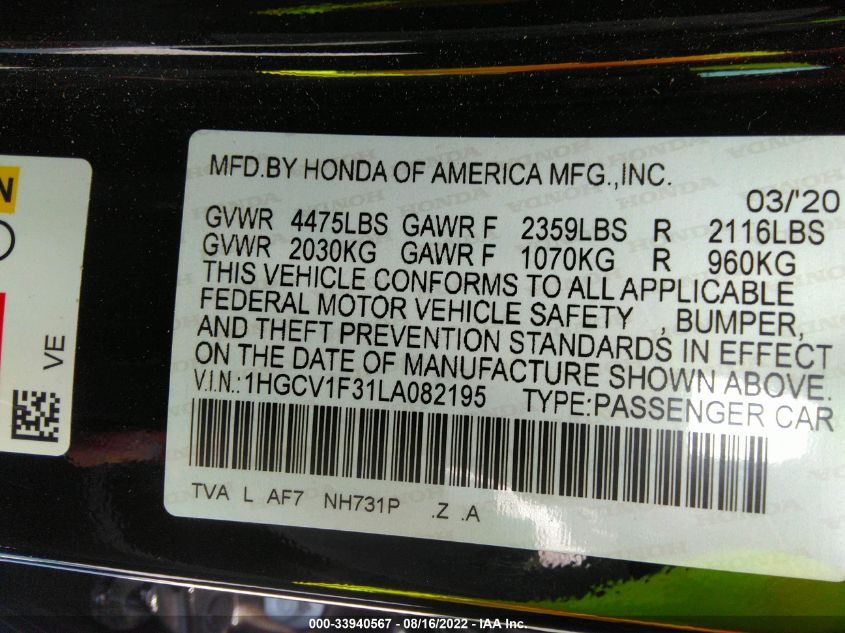 N
VE
MFD.BY HONDA OF AMERICA MFG.,INC.
03/'20
GVWR 4475LBS GAWR F 2359LBS R 2116LBS
GVWR 2030KG GAWR F 1070KG R 960KG
THIS VEHICLE CONFORMS TO ALL APPLICABLE
FEDERAL MOTOR VEHICLE SAFETY , BUMPER,
AND THEFT PREVENTION STANDARDS IN EFFECT
ON THE DATE OF MANUFACTURE SHOWN ABOVE.
V.I.N.:1HGCV1F31LA082195 TYPE:PASSENGER CAR
TVA L AF7 NH731P .Z .A
000-33940567 - 08/16/2022 - IAA Inc.